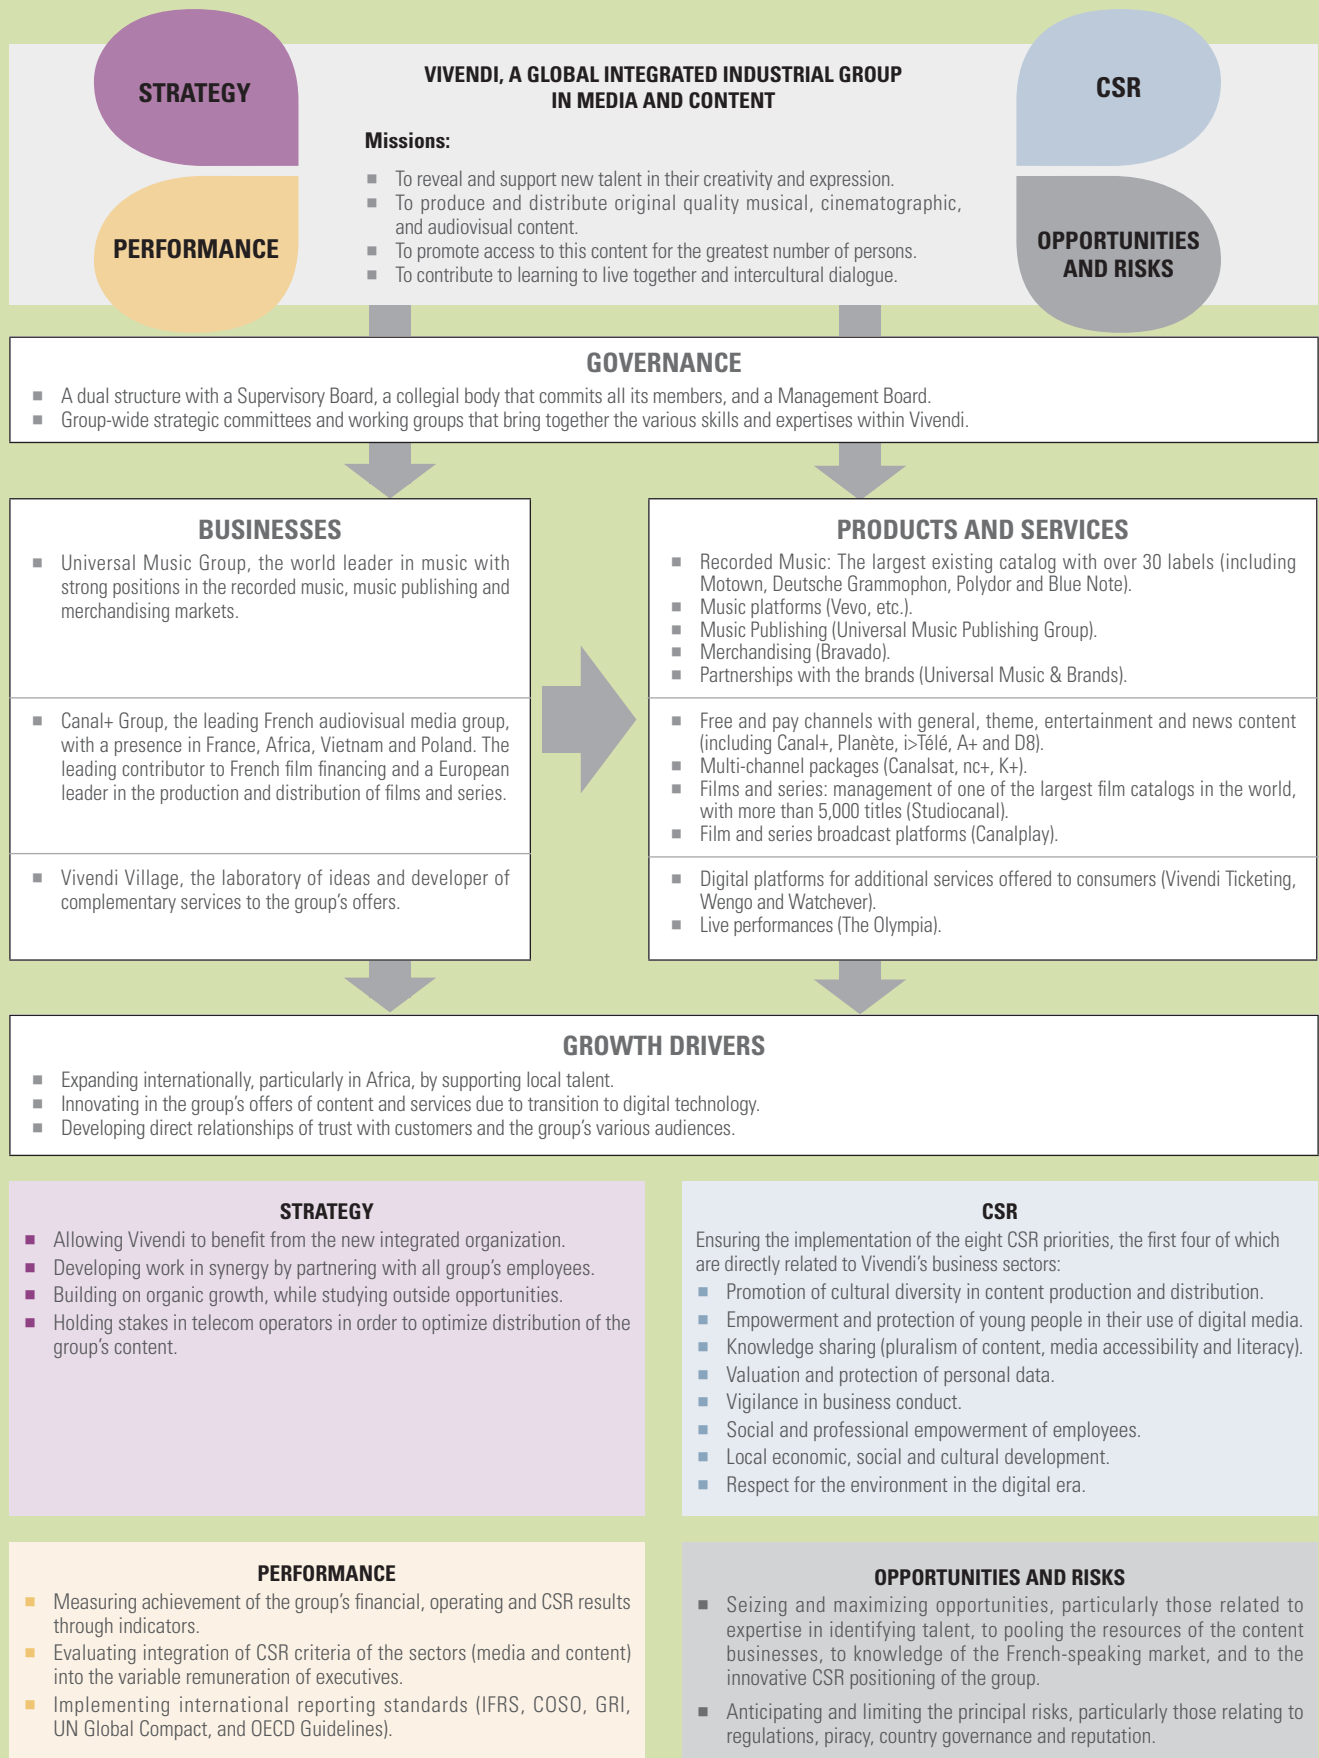 STRATEGY
PERFORMANCE
VIVENDI, A GLOBAL INTEGRATED INDUSTRIAL GROUP
IN MEDIA AND CONTENT
Missions:
■ To reveal and support new talent in their creativity and expression.
■ To produce and distribute original quality musical, cinematographic,
and audiovisual content.
■ To promote access to this content for the greatest number of persons.
■ To contribute to learning to live together and intercultural dialogue.
CSR
OPPORTUNITIES
AND RISKS
GOVERNANCE
■ A dual structure with a Supervisory Board, a collegial body that commits all its members, and a Management Board.
■ Group-wide strategic committees and working groups that bring together the various skills and expertises within Vivendi.
BUSINESSES
■ Universal Music Group, the world leader in music with
strong positions in the recorded music, music publishing and
merchandising markets.
■ Canal+ Group, the leading French audiovisual media group,
with a presence in France, Africa, Vietnam and Poland. The
leading contributor to French film financing and a European
leader in the production and distribution of films and series.
■ Vivendi Village, the laboratory of ideas and developer of
complementary services to the group's offers.
PRODUCTS AND SERVICES
■ Recorded Music: The largest existing catalog with over 30 labels (including
Motown, Deutsche Grammophon, Polydor and Blue Note).
■ Music platforms (Vevo, etc.).
■ Music Publishing (Universal Music Publishing Group).
■ Merchandising (Bravado).
■ Partnerships with the brands (Universal Music & Brands).
■ Free and pay channels with general, theme, entertainment and news content
(including Canal+, Planète, i>Télé, A+ and D8).
■ Multi-channel packages (Canalsat, nc+, K+).
■ Films and series: management of one of the largest film catalogs in the world,
with more than 5,000 titles (Studiocanal).
■ Film and series broadcast platforms (Canalplay).
■ Digital platforms for additional services offered to consumers (Vivendi Ticketing,
Wengo and Watchever).
■ Live performances (The Olympia).
GROWTH DRIVERS
■ Expanding internationally, particularly in Africa, by supporting local talent.
■ Innovating in the group's offers of content and services due to transition to digital technology.
■ Developing direct relationships of trust with customers and the group's various audiences.
STRATEGY
■ Allowing Vivendi to benefit from the new integrated organization.
■ Developing work in synergy by partnering with all group's employees.
■ Building on organic growth, while studying outside opportunities.
■ Holding stakes in telecom operators in order to optimize distribution of the
group's content.
CSR
Ensuring the implementation of the eight CSR priorities, the first four of which
are directly related to Vivendi's business sectors:
■ Promotion of cultural diversity in content production and distribution.
■ Empowerment and protection of young people in their use of digital media.
■ Knowledge sharing (pluralism of content, media accessibility and literacy).
■ Valuation and protection of personal data.
■ Vigilance in business conduct.
■ Social and professional empowerment of employees.
■ Local economic, social and cultural development.
■ Respect for the environment in the digital era.
PERFORMANCE
■ Measuring achievement of the group's financial, operating and CSR results
through indicators.
■ Evaluating integration of CSR criteria of the sectors (media and content)
into the variable remuneration of executives.
■ Implementing international reporting standards (IFRS, COSO, GRI,
UN Global Compact, and OECD Guidelines).
OPPORTUNITIES AND RISKS
■ Seizing and maximizing opportunities, particularly those related to
expertise in identifying talent, to pooling the resources of the content
businesses, to knowledge of the French-speaking market, and to the
innovative CSR positioning of the group.
■ Anticipating and limiting the principal risks, particularly those relating to
regulations, piracy, country governance and reputation.